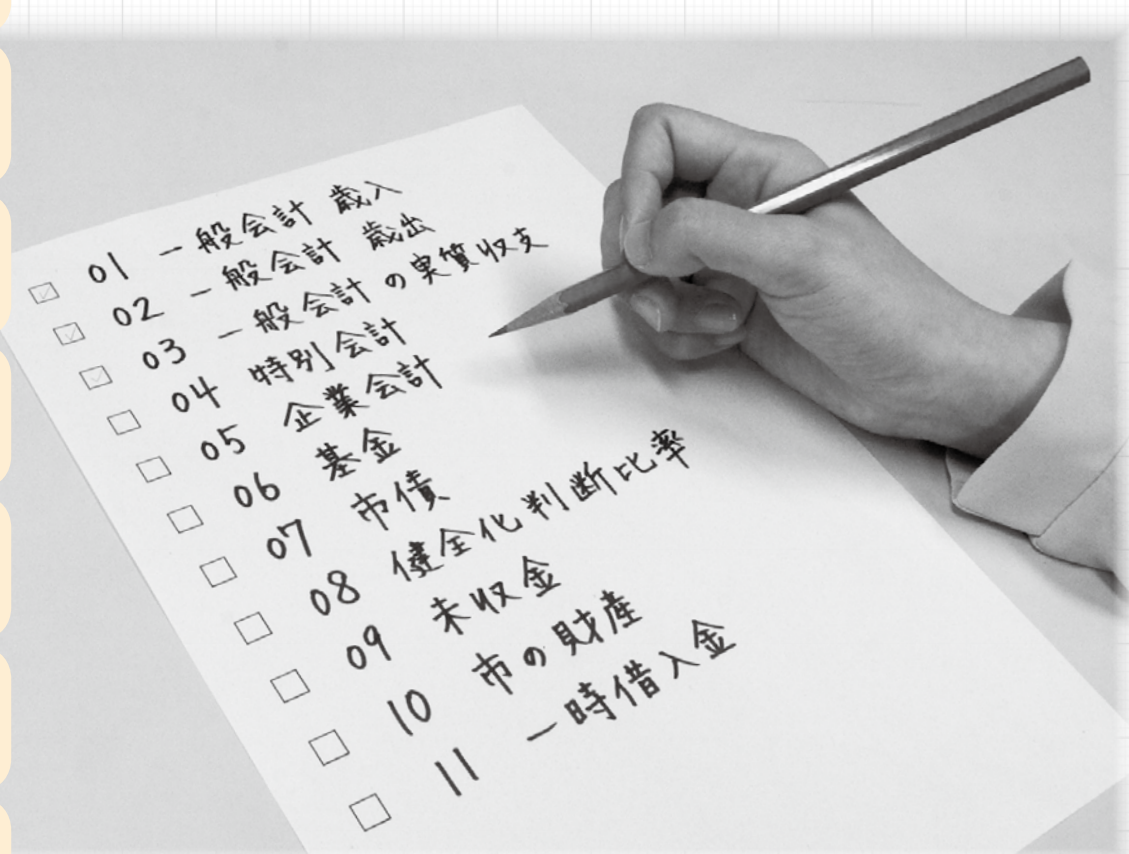 01 一般会計 歳入
02 一般会計 歳出
03 一般会計の実質収支
04 特別会計
05 企業会計
06 基金
07 市債
08 健全化判断比率
09 未収金
10 市の財産
11 一時借入金